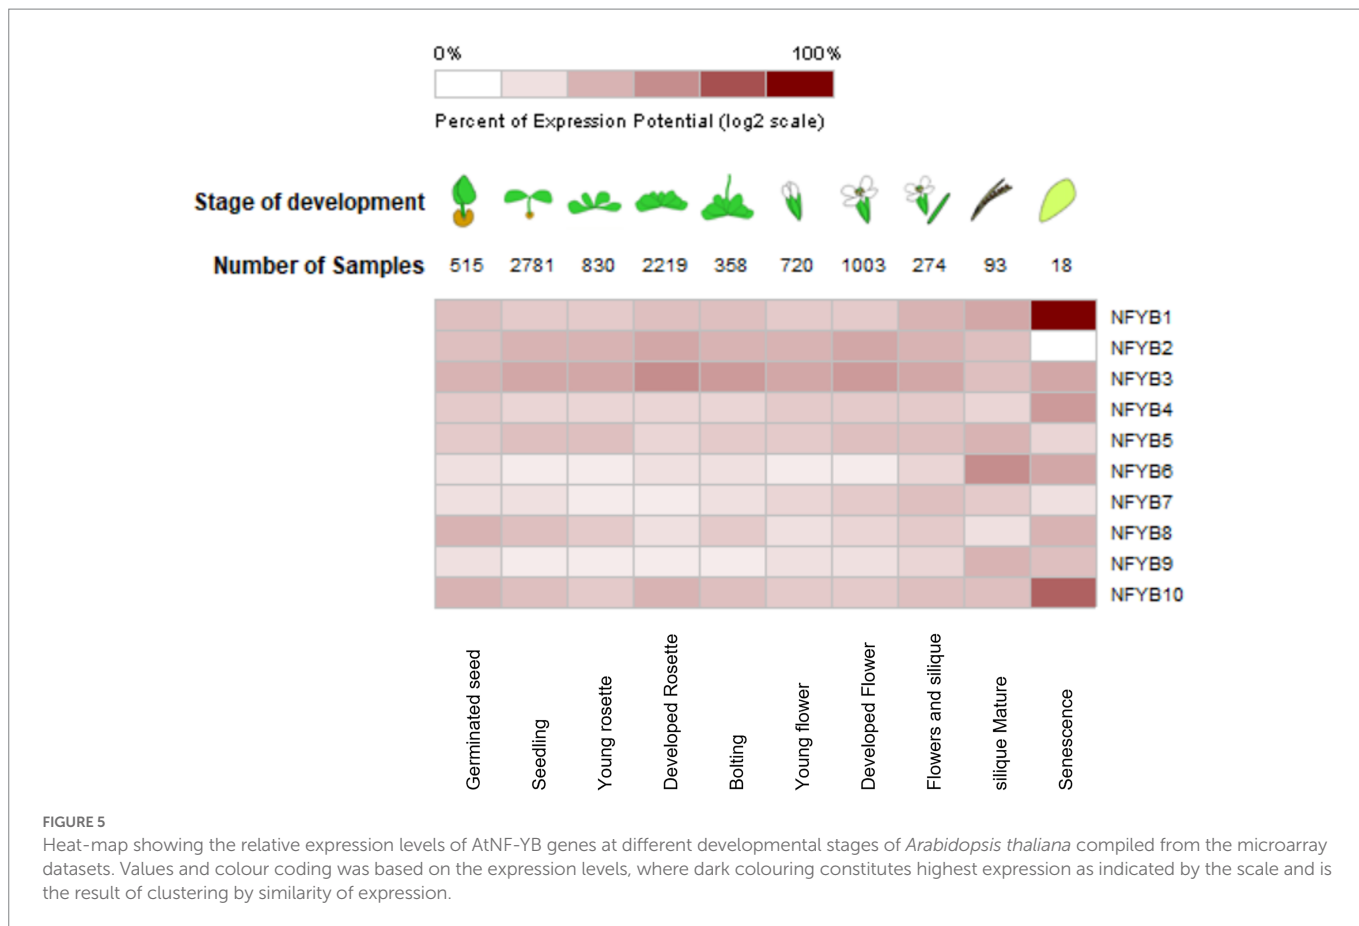 0% 100%
Percent of Expression Potential (log2 scale)
Stage of development
Number of Samples 515 2781 830 2219 358 720 1003 274 93 18
NFYB1
NFYB2
NFYB3
NFYB4
NFYB5
NFYB6
NFYB7
NFYB8
NFYB9
NFYB10
Germinated seed
Seedling
Young rosette
Developed Rosette
Bolting
Young flower
Developed Flower
Flowers and silique
silique Mature
Senescence
FIGURE 5
Heat-map showing the relative expression levels of AtNF-YB genes at different developmental stages of Arabidopsis thaliana compiled from the microarray
datasets. Values and colour coding was based on the expression levels, where dark colouring constitutes highest expression as indicated by the scale and is
the result of clustering by similarity of expression.